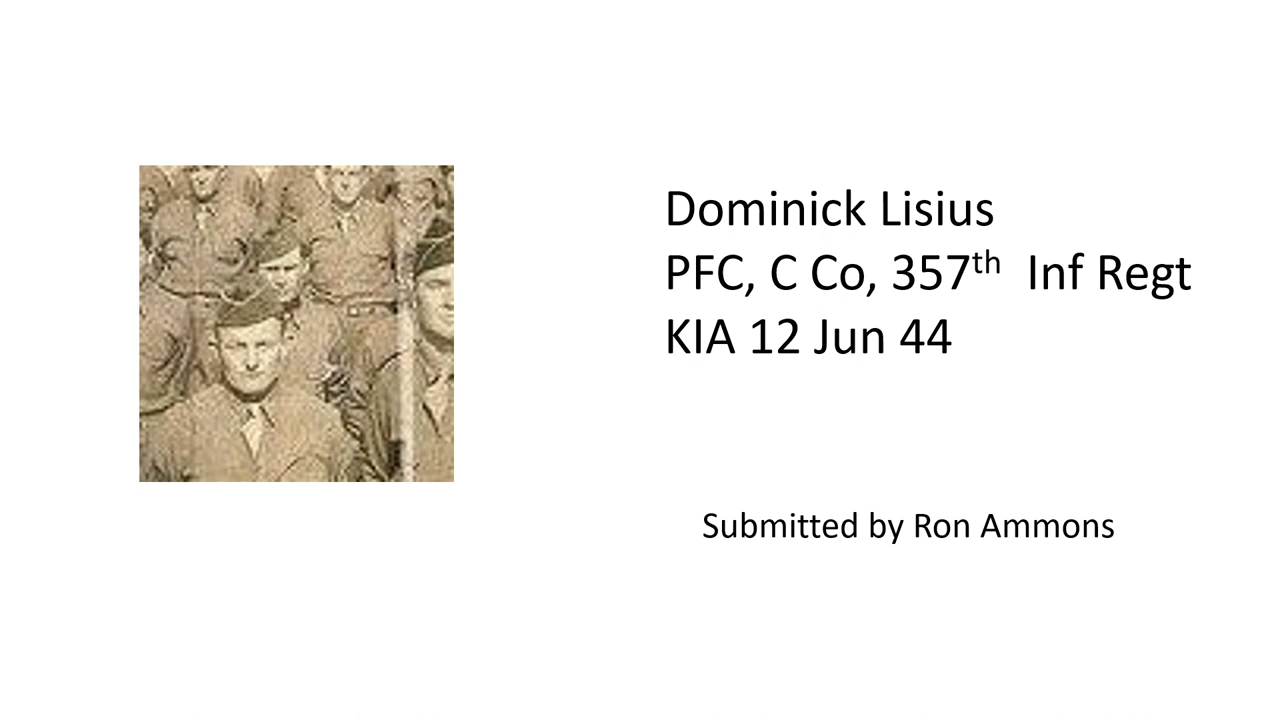 Dominick Lisius
PFC, C Co, 357th Inf Regt
KIA 12 Jun 44
Submitted by Ron Ammons